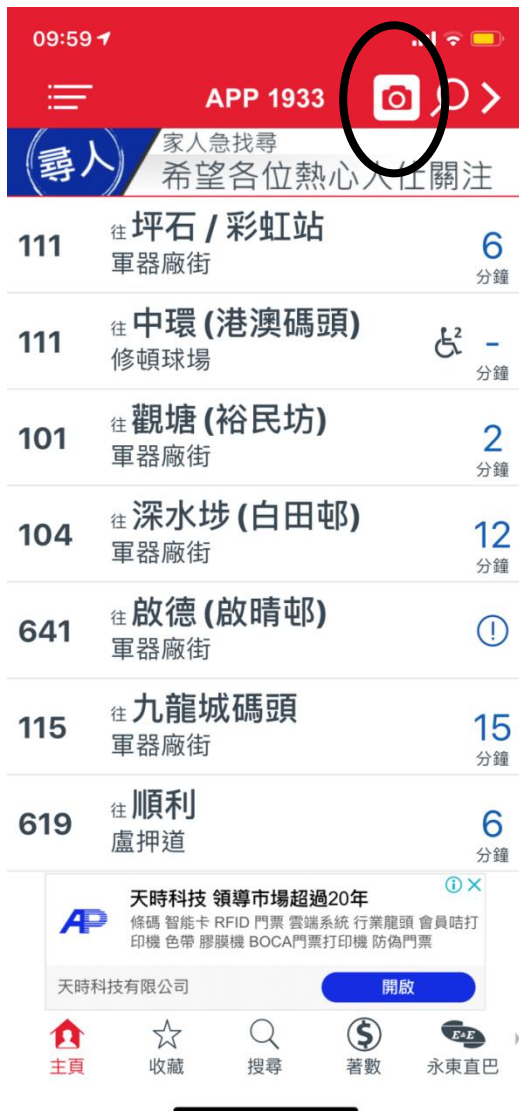 09:59
APP 1933
尋人
家人急找尋
希望各位熱心人仕關注
111
往 坪石 / 彩虹站
軍器廠街
6
分鐘
111
往 中環 (港澳碼頭)
修頓球場
2
-
分鐘
101
往 觀塘 (裕民坊)
軍器廠街
2
分鐘
104
往 深水埗 (白田邨)
軍器廠街
12
分鐘
641
往 啟德 (啟晴邨)
軍器廠街
115
往 九龍城碼頭
軍器廠街
15
分鐘
619
往 順利
盧押道
6
分鐘
AP
天時科技 領導市場超過20年
條碼 智能卡 RFID 門票 雲端系統 行業龍頭 會員咭打
印機 色帶 膠膜機 BOCA門票打印機 防偽門票
天時科技有限公司
開啟
主頁
收藏
搜尋
著數
E&E
永東直巴